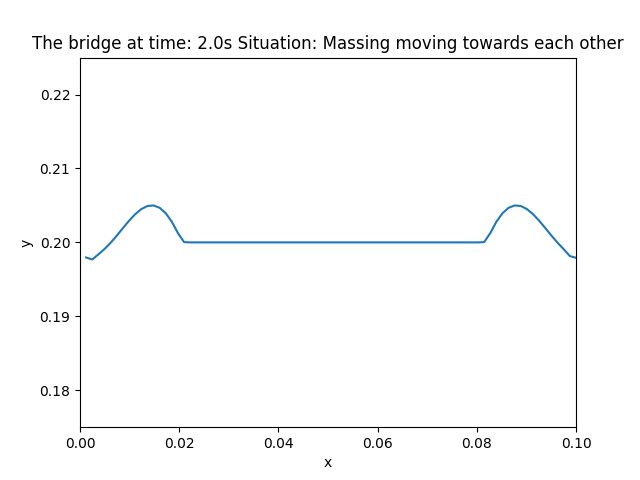 The bridge at time: 2.0s Situation: Massing moving towards each other
0.22
0.21
0.20
0.19
0.18
y
0.00 0.02 0.04 0.06 0.08 0.10
x